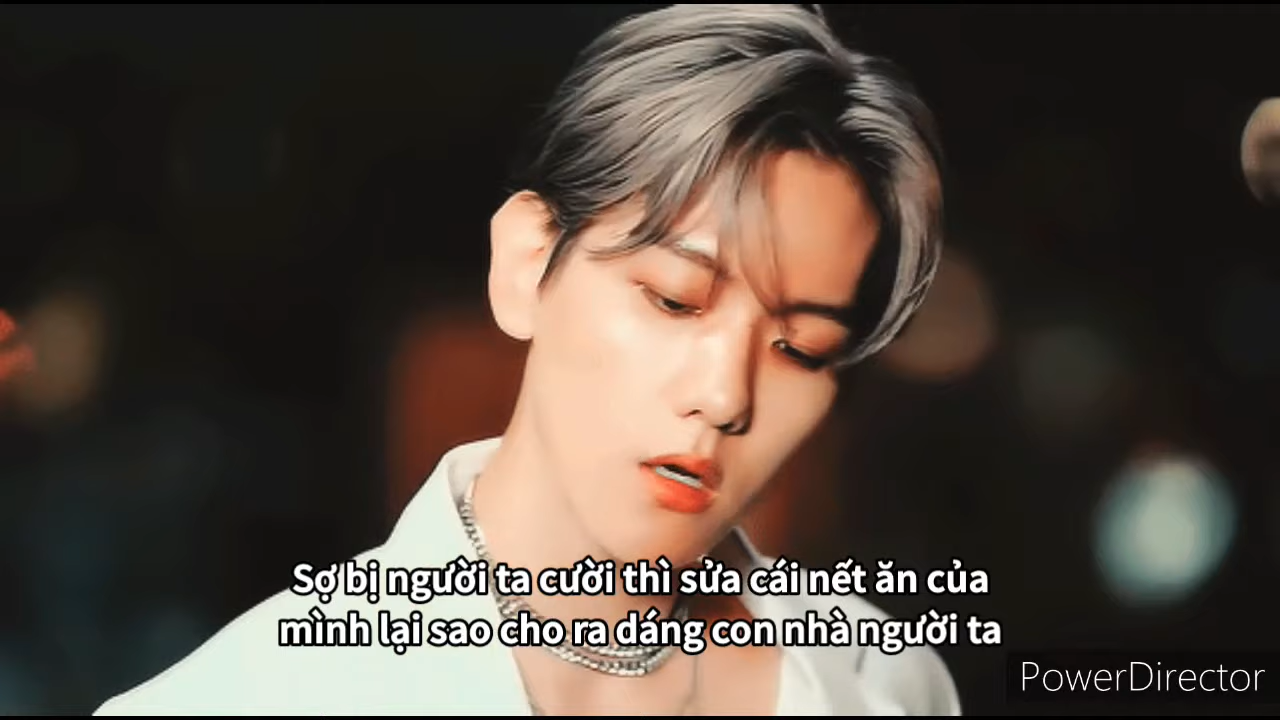 Sợ bị người ta cười thì sửa cái nết ăn của
mình lại sao cho ra dáng con nhà người ta
PowerDirector